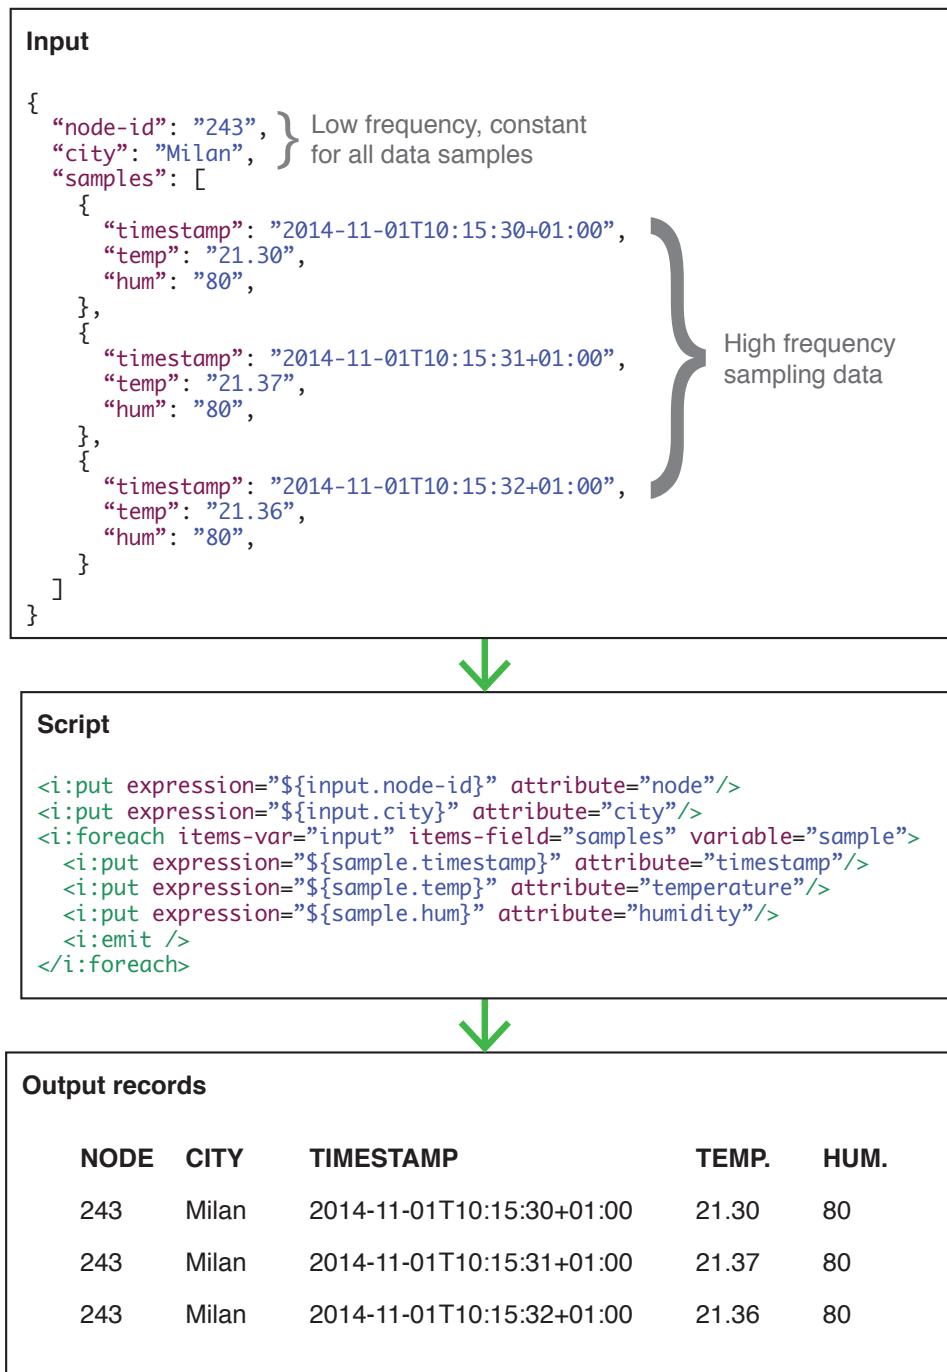 Input
{
“node-id”: ”243”,
“city”: ”Milan”,
Low frequency, constant
for all data samples
“samples”: [
{
“timestamp”: ”2014-11-01T10:15:30+01:00”,
“temp”: ”21.30”,
“hum”: ”80”,
},
{
“timestamp”: ”2014-11-01T10:15:31+01:00”,
“temp”: ”21.37”,
“hum”: ”80”,
},
{
“timestamp”: ”2014-11-01T10:15:32+01:00”,
“temp”: ”21.36”,
“hum”: ”80”,
}
]
}
High frequency
sampling data
Script
<i:put expression=”${input.node-id}” attribute=”node”/>
<i:put expression=”${input.city}” attribute=”city”/>
<i:foreach items-var=”input” items-field=”samples” variable=”sample”>
<i:put expression=”${sample.timestamp}” attribute=”timestamp”/>
<i:put expression=”${sample.temp}” attribute=”temperature”/>
<i:put expression=”${sample.hum}” attribute=”humidity”/>
<i:emit />
</i:foreach>
Output records
NODE CITY TIMESTAMP TEMP. HUM.
243 Milan 2014-11-01T10:15:30+01:00 21.30 80
243 Milan 2014-11-01T10:15:31+01:00 21.37 80
243 Milan 2014-11-01T10:15:32+01:00 21.36 80